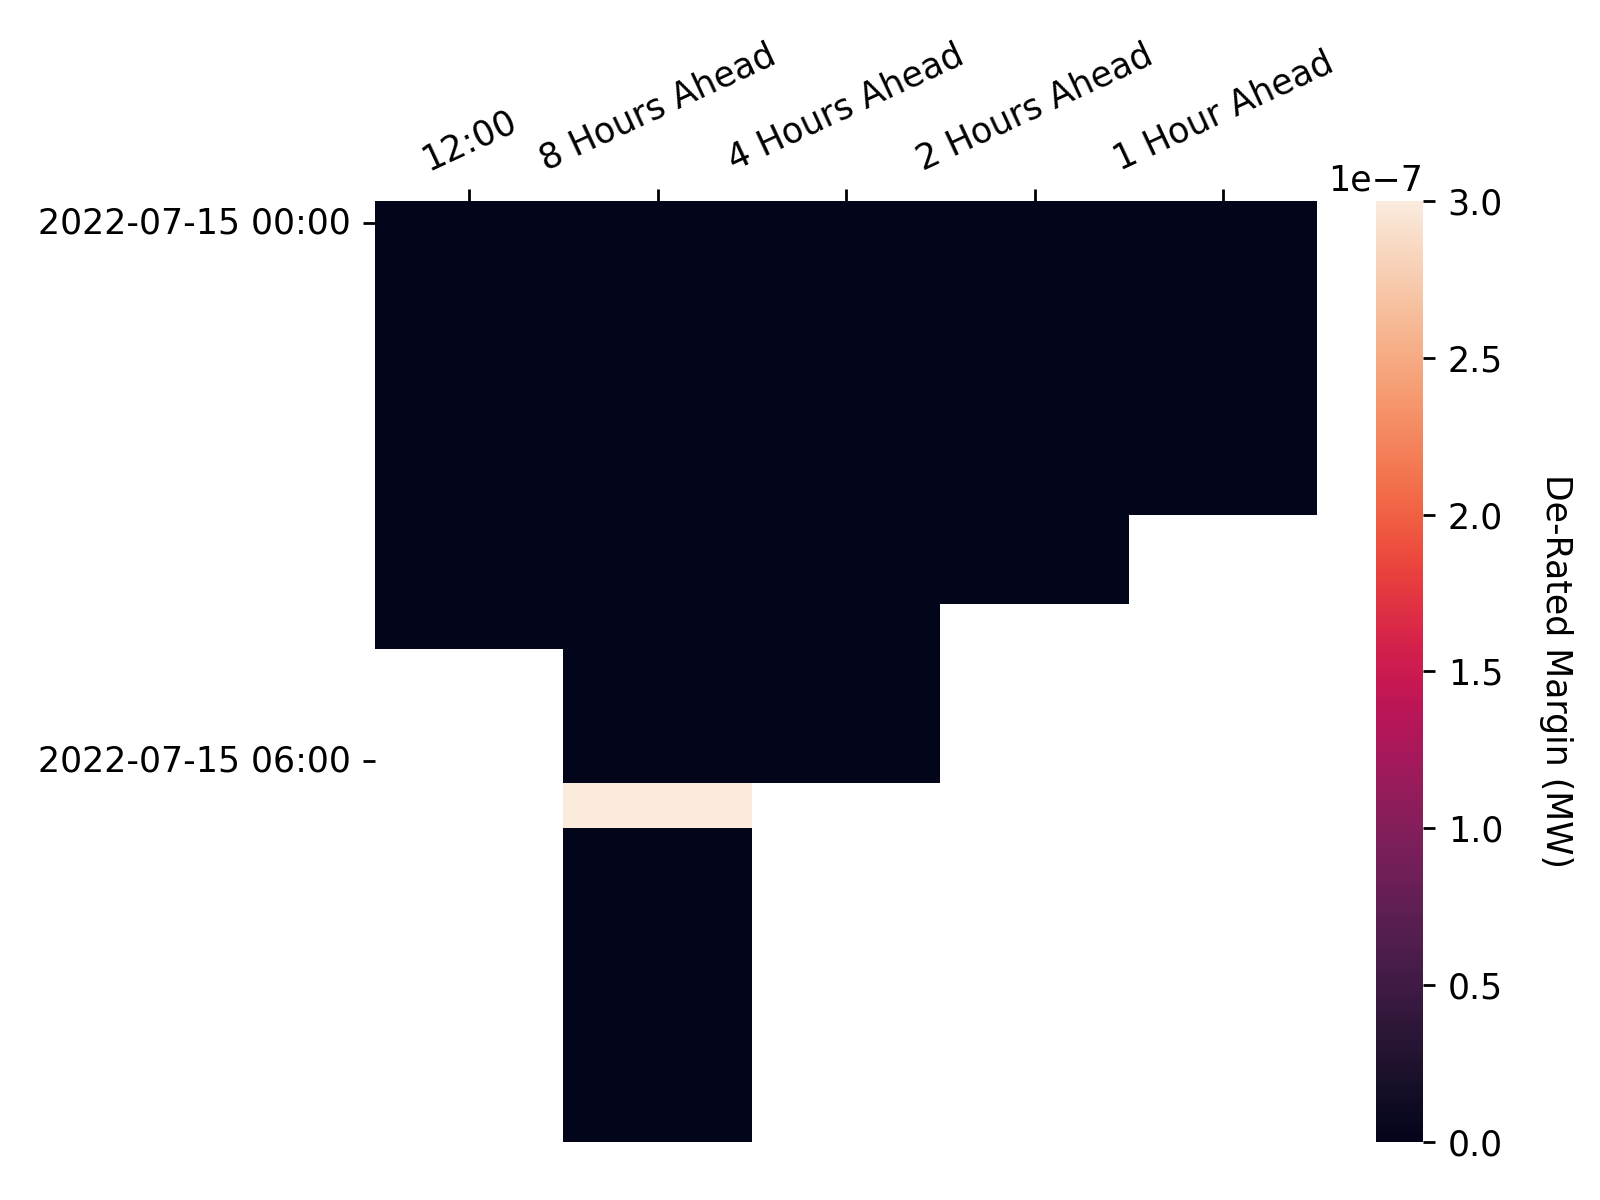 12:00
8 Hours Ahead
4 Hours Ahead
2 Hours Ahead
1 Hour Ahead
1e−7
2022-07-15 00:00
2022-07-15 06:00
3.0
2.5
2.0
1.5
1.0
0.5
0.0
De-Rated Margin (MW)